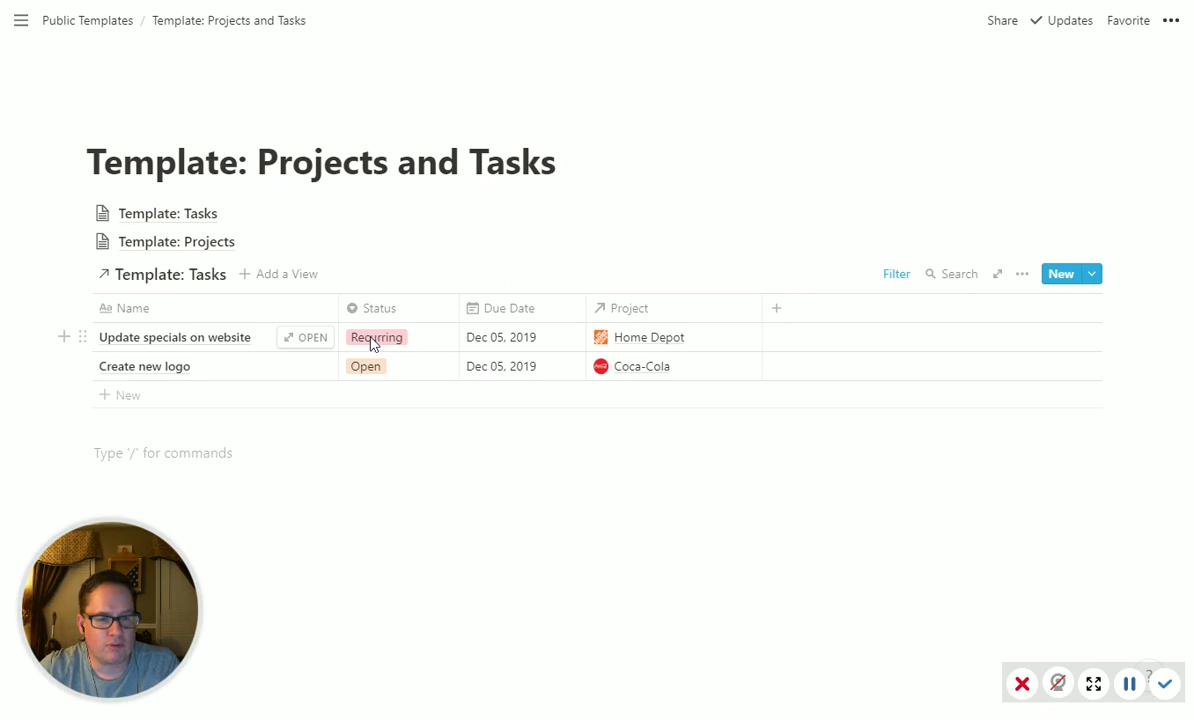 Public Templates / Template: Projects and Tasks
Share Updates Favorite
Template: Projects and Tasks
Template: Tasks
Template: Projects
Template: Tasks Add a View Filter Search New
Aa Name Status Due Date Project
Update specials on website OPEN Recurring Dec 05, 2019 Home Depot
Create new logo Open Dec 05, 2019 Coca-Cola
New
Type '/' for commands
?